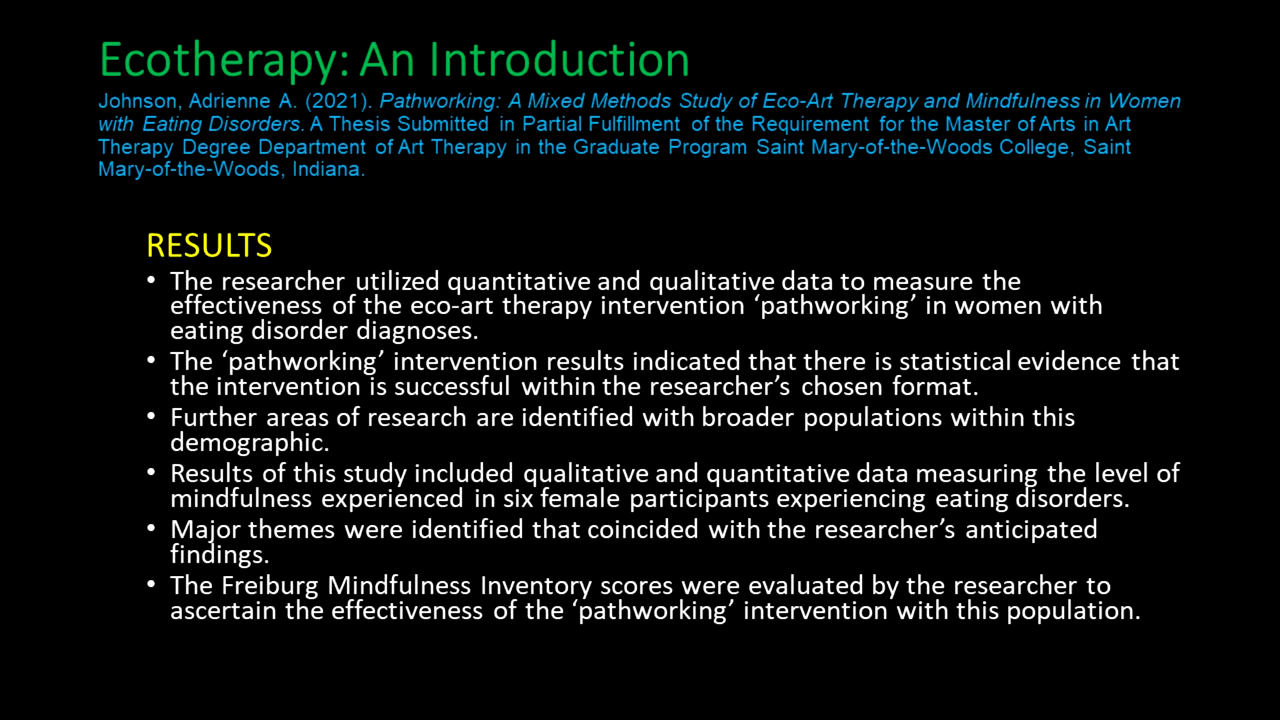 Ecotherapy: An Introduction
Johnson, Adrienne A. (2021). Pathworking: A Mixed Methods Study of Eco-Art Therapy and Mindfulness in Women
with Eating Disorders. A Thesis Submitted in Partial Fulfillment of the Requirement for the Master of Arts in Art
Therapy Degree Department of Art Therapy in the Graduate Program Saint Mary-of-the-Woods College, Saint
Mary-of-the-Woods, Indiana.
RESULTS
• The researcher utilized quantitative and qualitative data to measure the
effectiveness of the eco-art therapy intervention ‘pathworking’ in women with
eating disorder diagnoses.
• The ‘pathworking’ intervention results indicated that there is statistical evidence that
the intervention is successful within the researcher’s chosen format.
• Further areas of research are identified with broader populations within this
demographic.
• Results of this study included qualitative and quantitative data measuring the level of
mindfulness experienced in six female participants experiencing eating disorders.
• Major themes were identified that coincided with the researcher’s anticipated
findings.
• The Freiburg Mindfulness Inventory scores were evaluated by the researcher to
ascertain the effectiveness of the ‘pathworking’ intervention with this population.